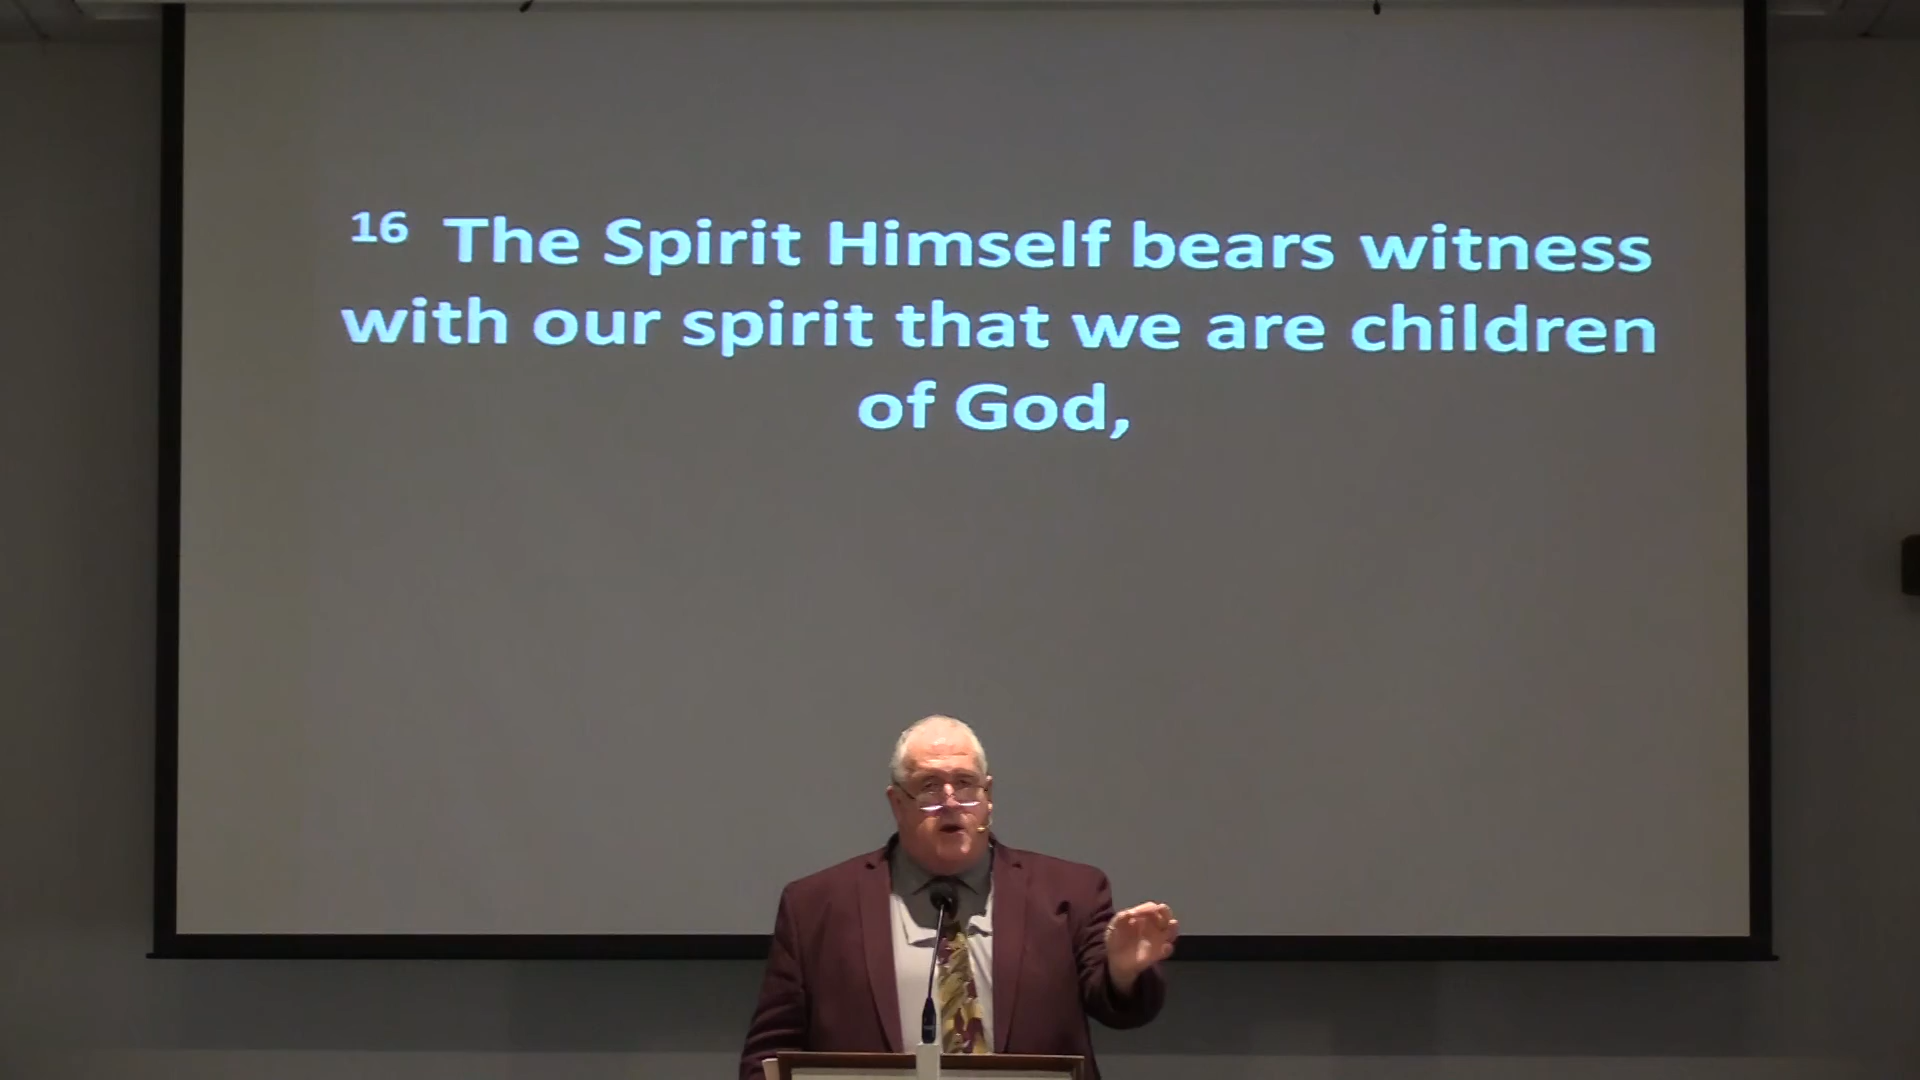 16 The Spirit Himself bears witness
with our spirit that we are children
of God,